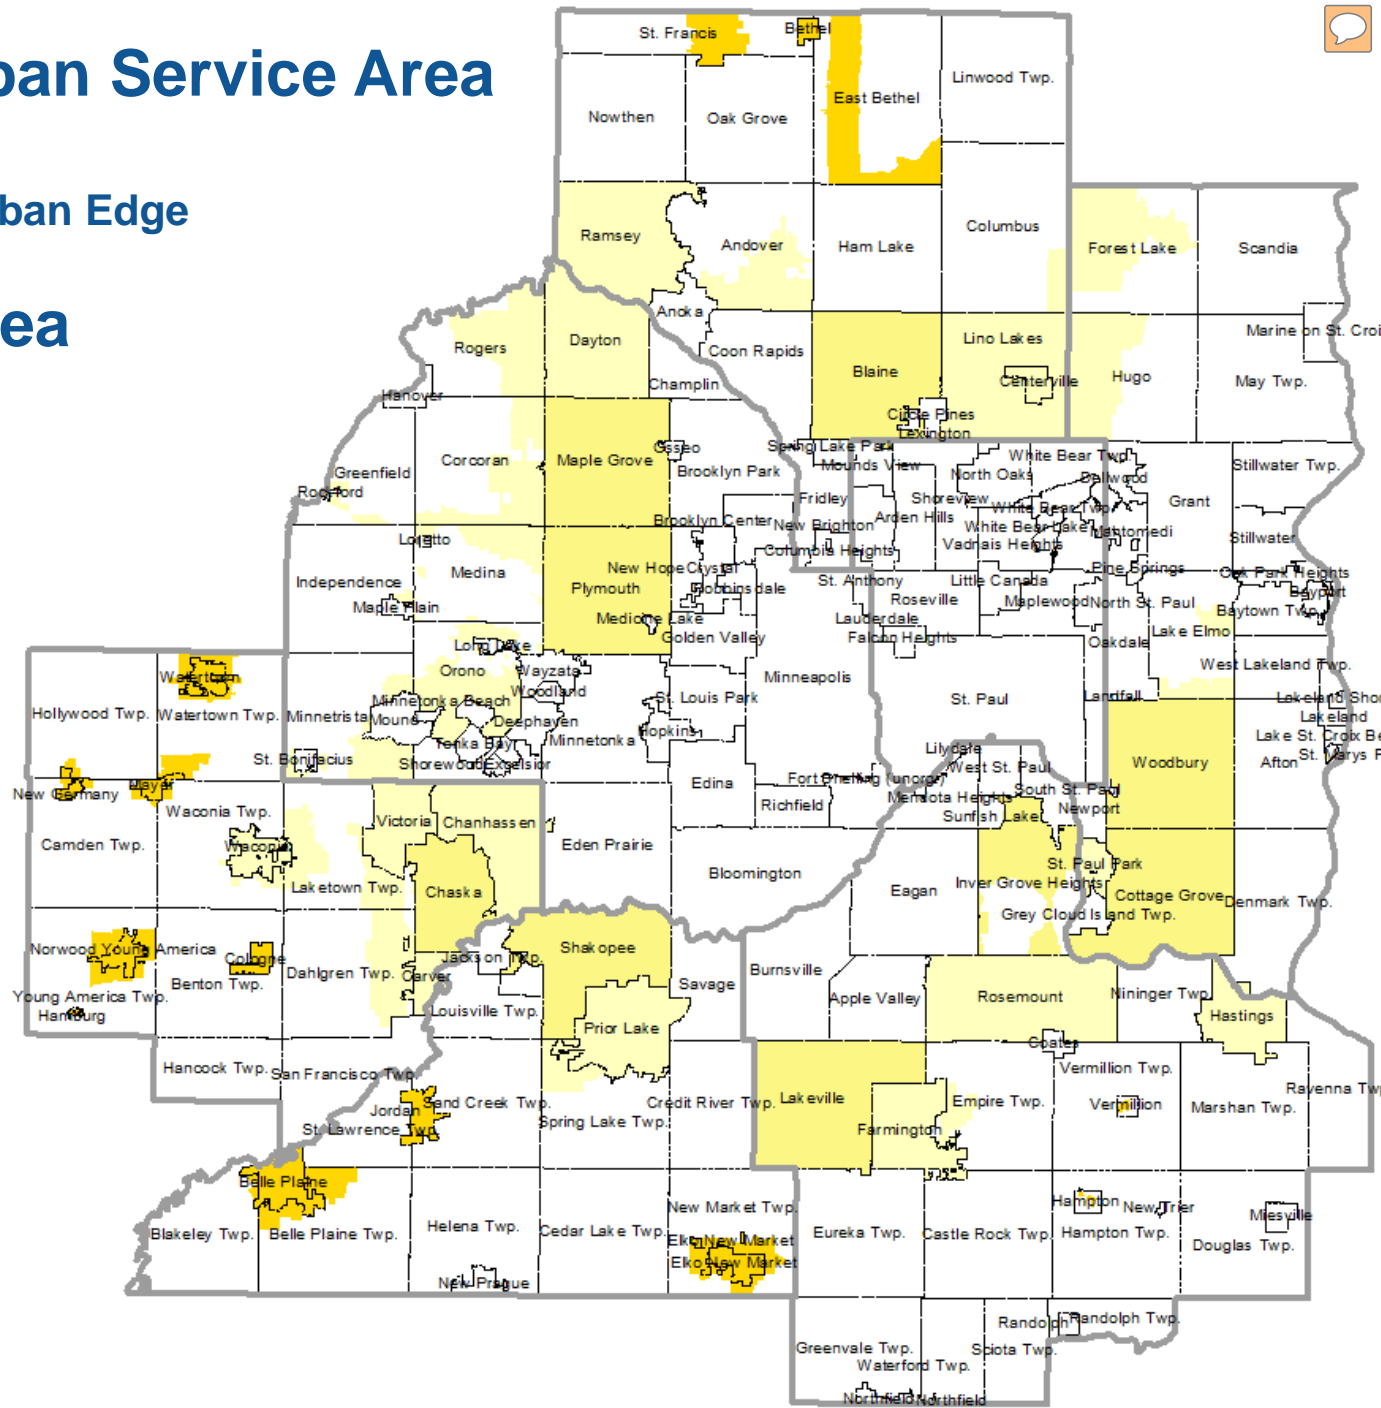 ban Service Area
ban Edge
ea
St. Francis
Bethel
East Bethel
Linwood Twp.
Nowthen
Oak Grove
Ramsey
Andover
Ham Lake
Columbus
Forest Lake
Scandia
Anoka
Rogers
Dayton
Coon Rapids
Blaine
Lino Lakes
Centerville
Hugo
May Twp.
Marine on St. Croi
Champlin
Hanover
Circle Pines
Lexington
Greenfield
Rockford
Corcoran
Maple Grove
Osseo
Brooklyn Park
Spring Lake Park
Mounds View
Fridley
Shoreview
Arden Hills
North Oaks
White Bear Twp.
Dellwood
Grant
Stillwater Twp.
Brooklyn Center
New Brighton
Columbia Heights
White Bear Twp.
White Bear Lake
Vadnais Heights
Mahtomedi
Stillwater
Loretto
Independence
Medina
Maple Plain
Plymouth
New Hope
Crystal
Robbinsdale
Medicine Lake
Golden Valley
St. Anthony
Roseville
Lauderdale
Falcon Heights
Little Canada
Maplewood
North St. Paul
Pine Springs
Oak Park Heights
Bayport
Baytown Twp.
Lake Elmo
Oakdale
West Lakeland Twp.
Long Lake
Orono
Wayzata
Woodland
Minneapolis
St. Louis Park
St. Paul
Landfall
Lakeland Shor
Lakeland
Lake St. Croix Be
St. Marys P
Afton
Woodbury
Watertown
Hollywood Twp.
Watertown Twp.
Minnetrista
Mound
Minnetonka Beach
Deephaven
Tonka Bay
Minnetonka
Hopkins
Shorewood
Excelsior
St. Bonifacius
Edina
Richfield
Fort Snelling (unorg.)
Lilydale
West St. Paul
Mendota Heights
South St. Paul
Sunfish Lake
Newport
New Germany
Mayer
Waconia Twp.
Camden Twp.
Waconia
Victoria
Chanhassen
Laketown Twp.
Chaska
Eden Prairie
Bloomington
Eagan
Inver Grove Heights
St. Paul Park
Cottage Grove
Grey Cloud Island Twp.
Denmark Twp.
Norwood Young America
Cologne
Benton Twp.
Young America Twp.
Hamburg
Dahlgren Twp.
Carver
Jackson Twp.
Louisville Twp.
Shakopee
Prior Lake
Savage
Burnsville
Apple Valley
Rosemount
Nininger Twp.
Hastings
Coates
Hancock Twp.
San Francisco Twp.
Jordan
Sand Creek Twp.
St. Lawrence Twp.
Spring Lake Twp.
Credit River Twp.
Lakeville
Farmington
Empire Twp.
Vermillion Twp.
Vermillion
Marshan Twp.
Ravenna Tw
Belle Plaine
Blakeley Twp.
Belle Plaine Twp.
Helena Twp.
New Prague
Cedar Lake Twp.
New Market Twp.
Elko New Market
Elko New Market
Eureka Twp.
Castle Rock Twp.
Hampton
Hampton Twp.
New Trier
Miesville
Douglas Twp.
Greenvale Twp.
Waterford Twp.
Sciota Twp.
Randolph
Randolph Twp.
Northfield
Northfield